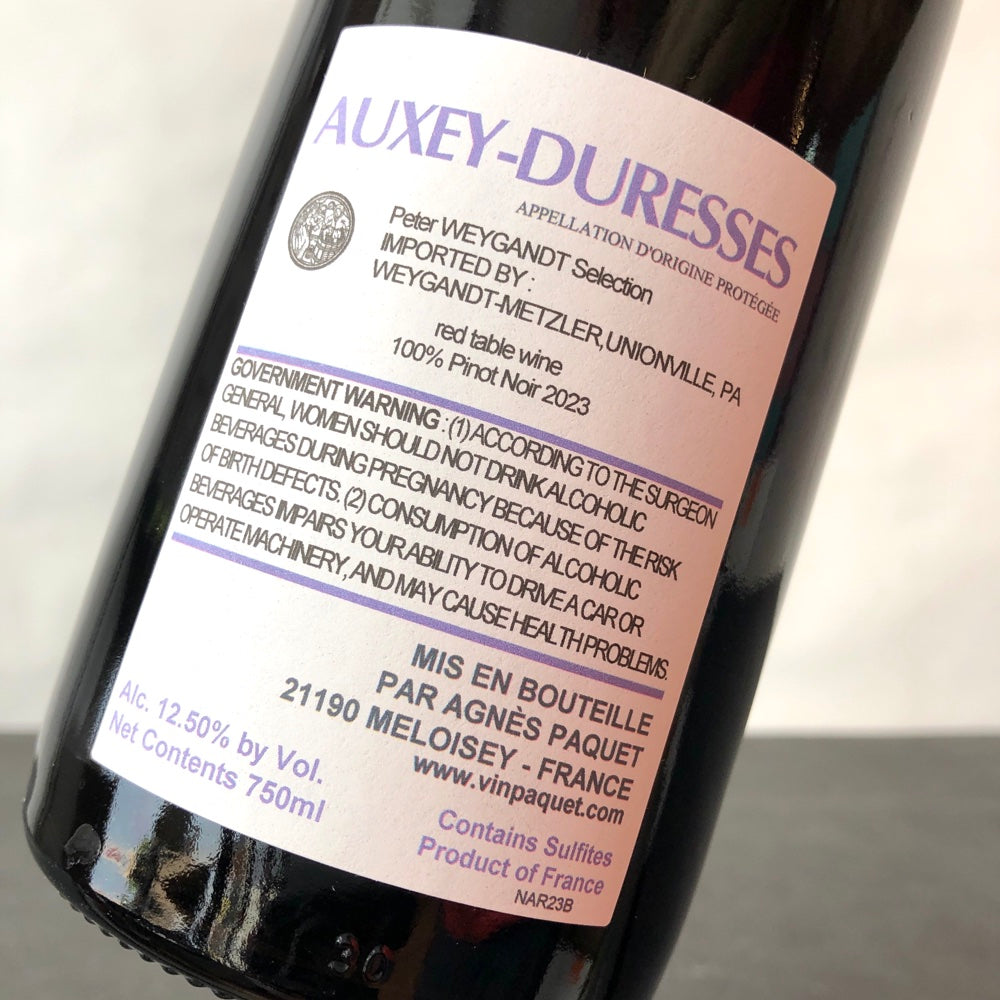 AUXEY-DURESSES
APPELLATION D'ORIGINE PROTÉGÉE
Peter WEYGANDT Selection
IMPORTED BY :
WEYGANDT-METZLER, UNIONVILLE, PA
red table wine
100% Pinot Noir 2023
GOVERNMENT WARNING : (1) ACCORDING TO THE SURGEON
GENERAL, WOMEN SHOULD NOT DRINK ALCOHOLIC
BEVERAGES DURING PREGNANCY BECAUSE OF THE RISK
OF BIRTH DEFECTS. (2) CONSUMPTION OF ALCOHOLIC
BEVERAGES IMPAIRS YOUR ABILITY TO DRIVE A CAR OR
OPERATE MACHINERY, AND MAY CAUSE HEALTH PROBLEMS.
MIS EN BOUTEILLE
PAR AGNÈS PAQUET
21190 MELOISEY - FRANCE
www.vinpaquet.com
Alc. 12.50% by Vol.
Net Contents 750ml
Contains Sulfites
Product of France
NAR23B
30